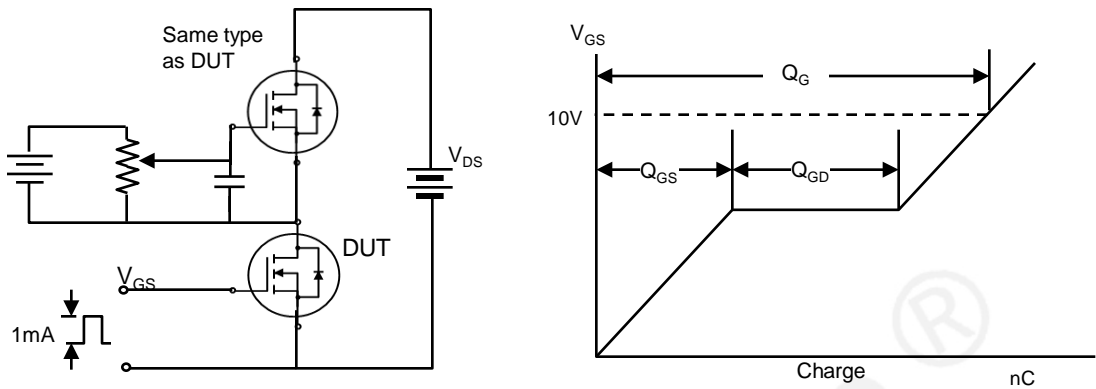 Same type
as DUT
V_DS
DUT
V_GS
1mA
V_GS
Q_G
10V
Q_GS
Q_GD
Charge
nC
®